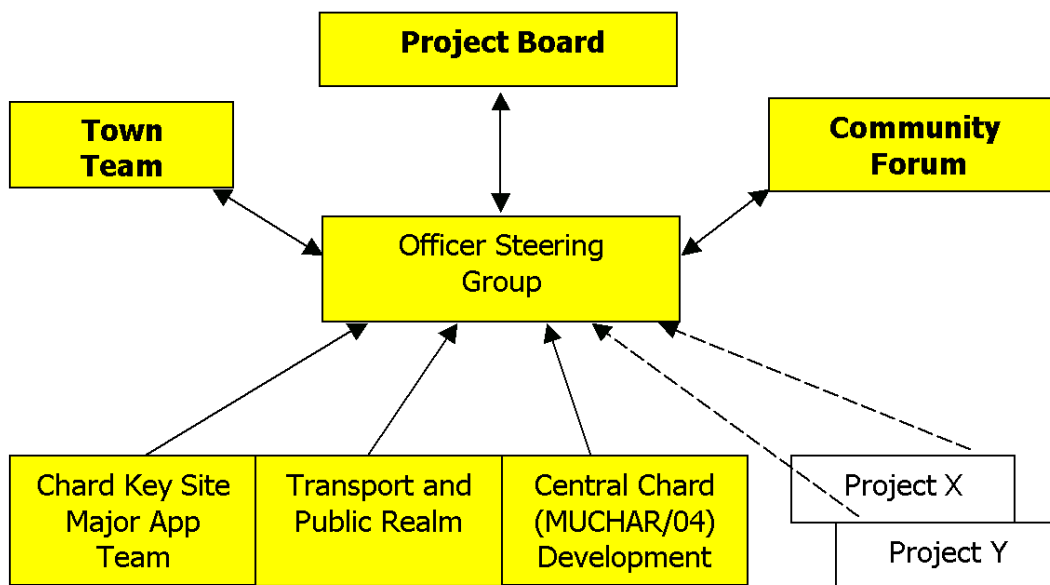 Project Board
Town
Team
Community
Forum
Officer Steering
Group
Chard Key Site
Major App
Team
Transport and
Public Realm
Central Chard
(MUCHAR/04)
Development
Project X
Project Y